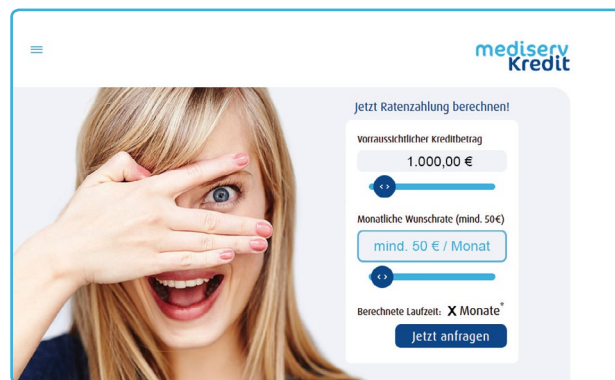 mediserv
Kredit
Jetzt Ratenzahlung berechnen!
Vorraussichtlicher Kreditbetrag
1.000,00 €
‹ ›
Monatliche Wunschrate (mind. 50€)
mind. 50 € / Monat
‹ ›
Berechnete Laufzeit: X Monate*
Jetzt anfragen